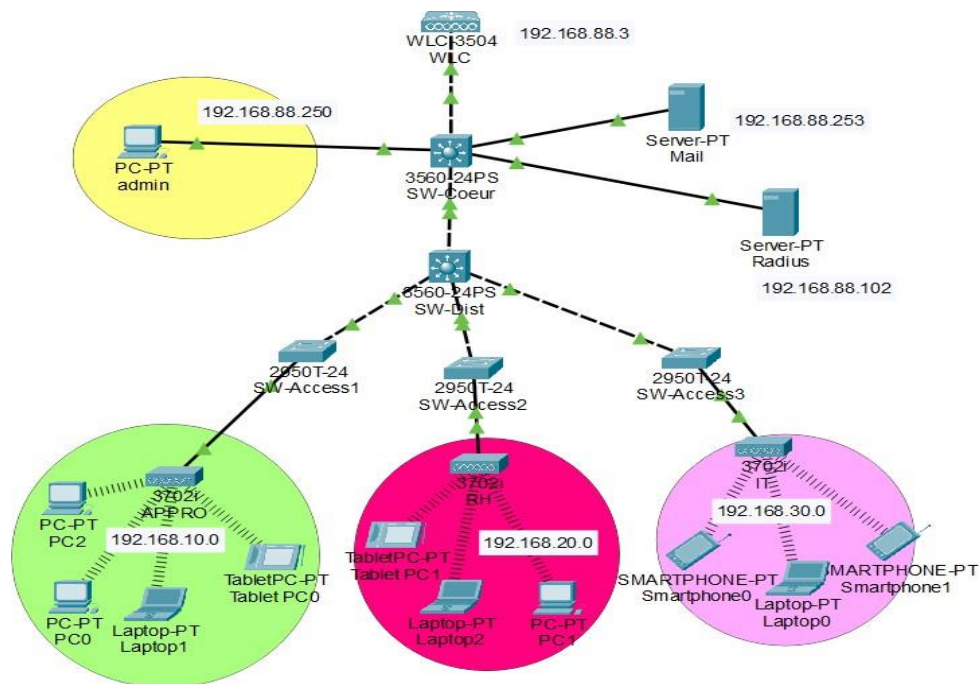 WLC-3504
WLC
192.168.88.3
192.168.88.250
PC-PT
admin
3560-24PS
SW-Coeur
Server-PT
Mail
192.168.88.253
Server-PT
Radius
192.168.88.102
3560-24PS
SW-Dist
2950T-24
SW-Access1
2950T-24
SW-Access2
2950T-24
SW-Access3
3702i
APPRO
PC-PT
PC2
192.168.10.0
TabletPC-PT
Tablet PC0
PC-PT
PC0
Laptop-PT
Laptop1
3702i
RH
TabletPC-PT
Tablet PC1
192.168.20.0
Laptop-PT
Laptop2
PC-PT
PC1
3702i
IT
192.168.30.0
SMARTPHONE-PT
Smartphone0
Laptop-PT
Laptop0
SMARTPHONE-PT
Smartphone1